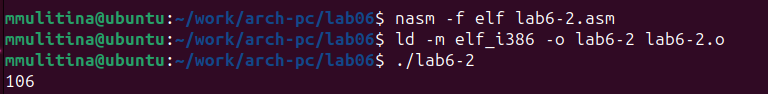 mmulitina@ubuntu:~/work/arch-pc/lab06$ nasm -f elf lab6-2.asm
mmulitina@ubuntu:~/work/arch-pc/lab06$ ld -m elf_i386 -o lab6-2 lab6-2.o
mmulitina@ubuntu:~/work/arch-pc/lab06$ ./lab6-2
106